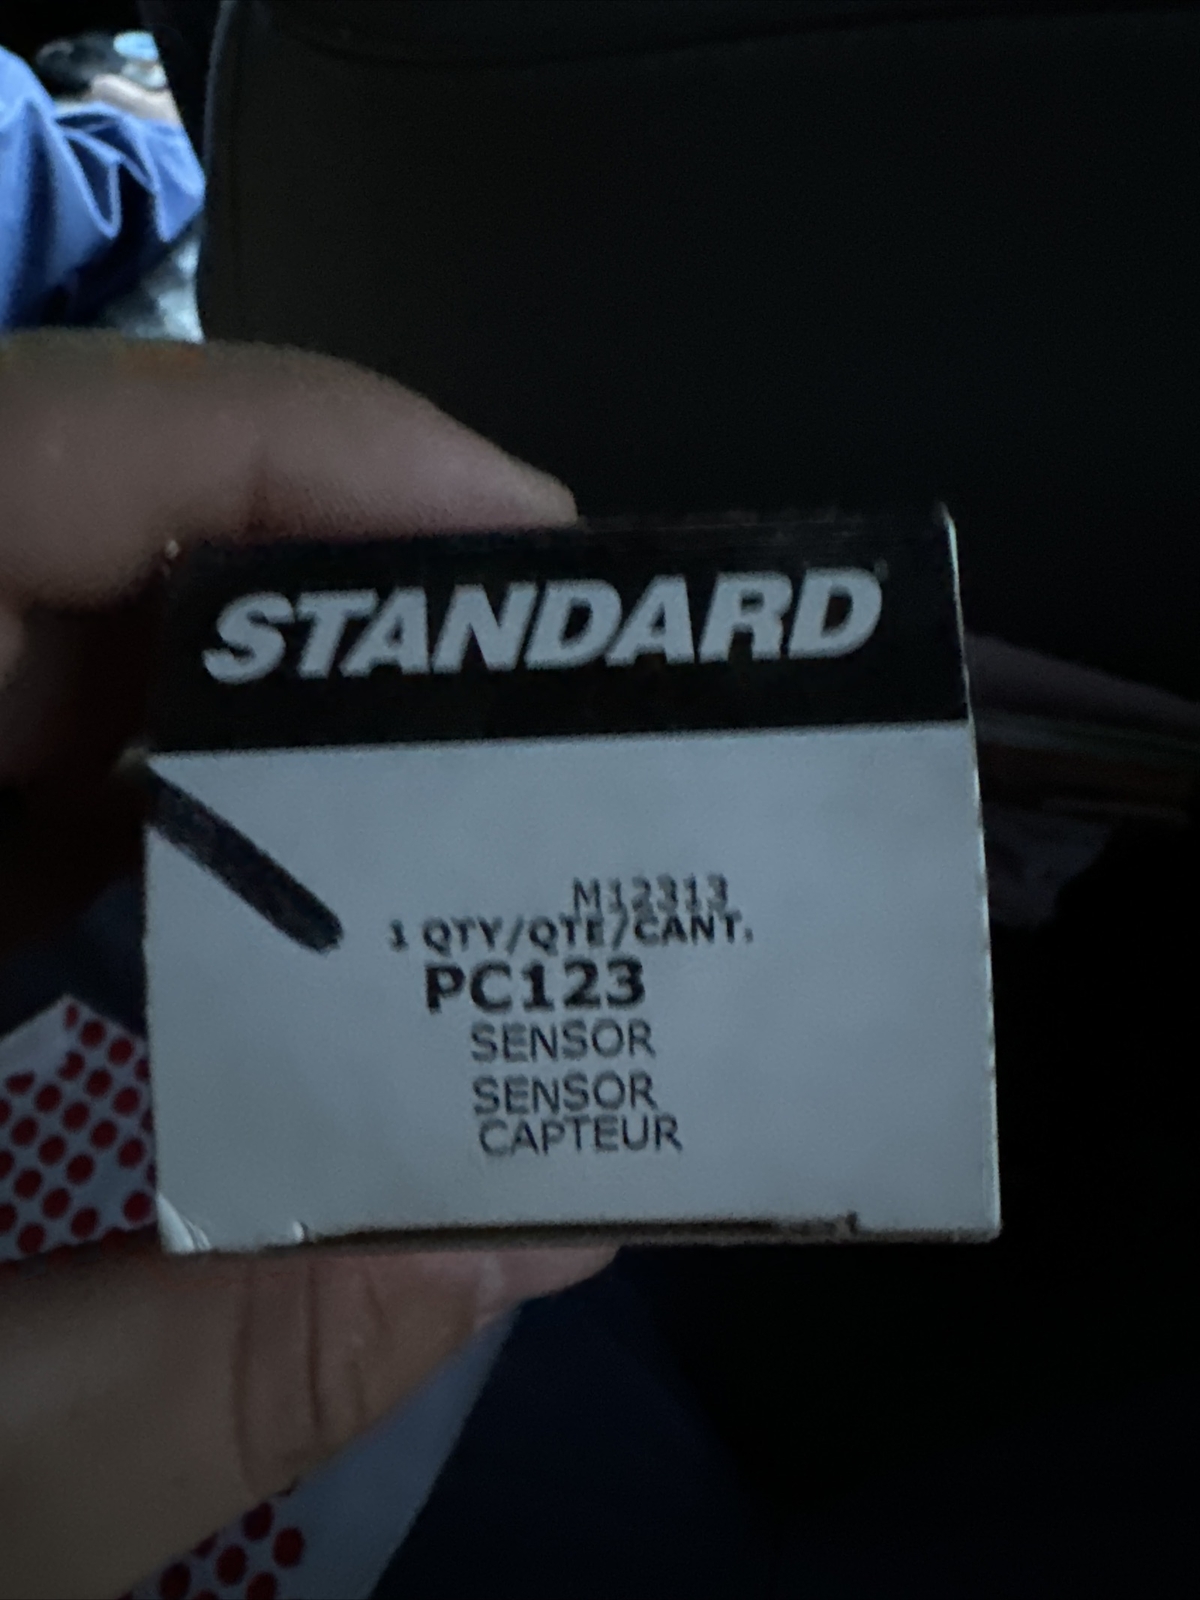 STANDARD
M12313
1 QTY/QTE/CANT.
PC123
SENSOR
SENSOR
CAPTEUR